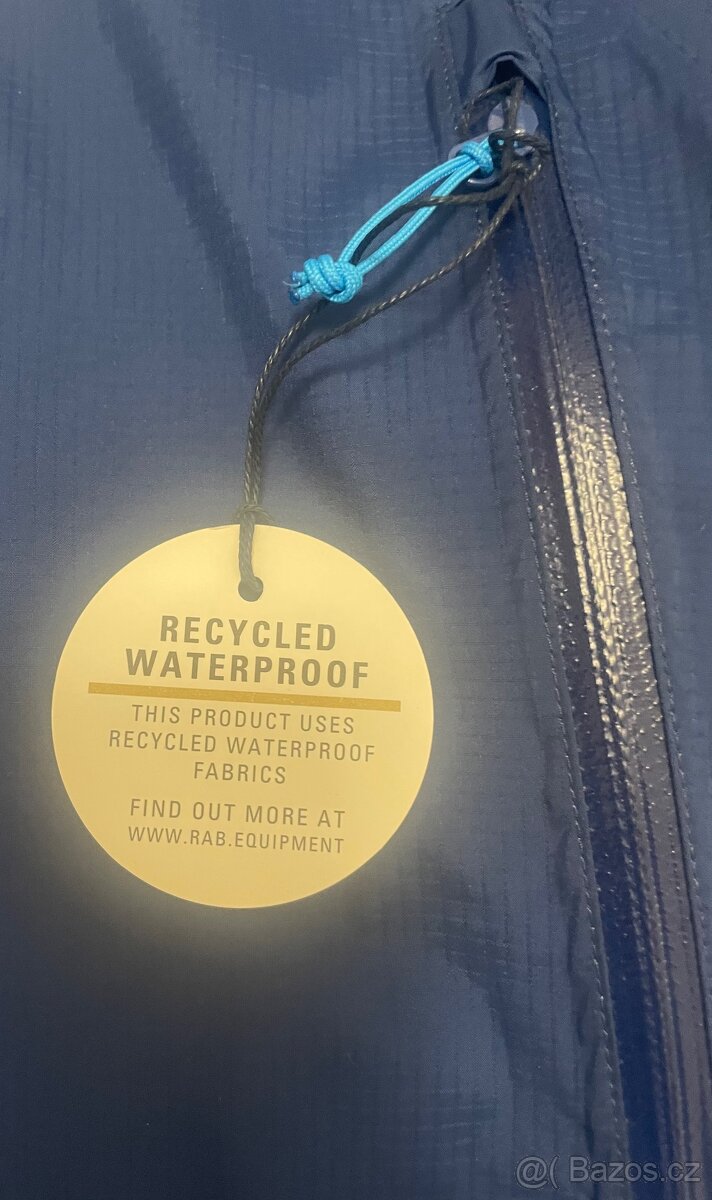 RECYCLED
WATERPROOF
THIS PRODUCT USES
RECYCLED WATERPROOF
FABRICS
FIND OUT MORE AT
WWW.RAB.EQUIPMENT
@( Bazos.cz